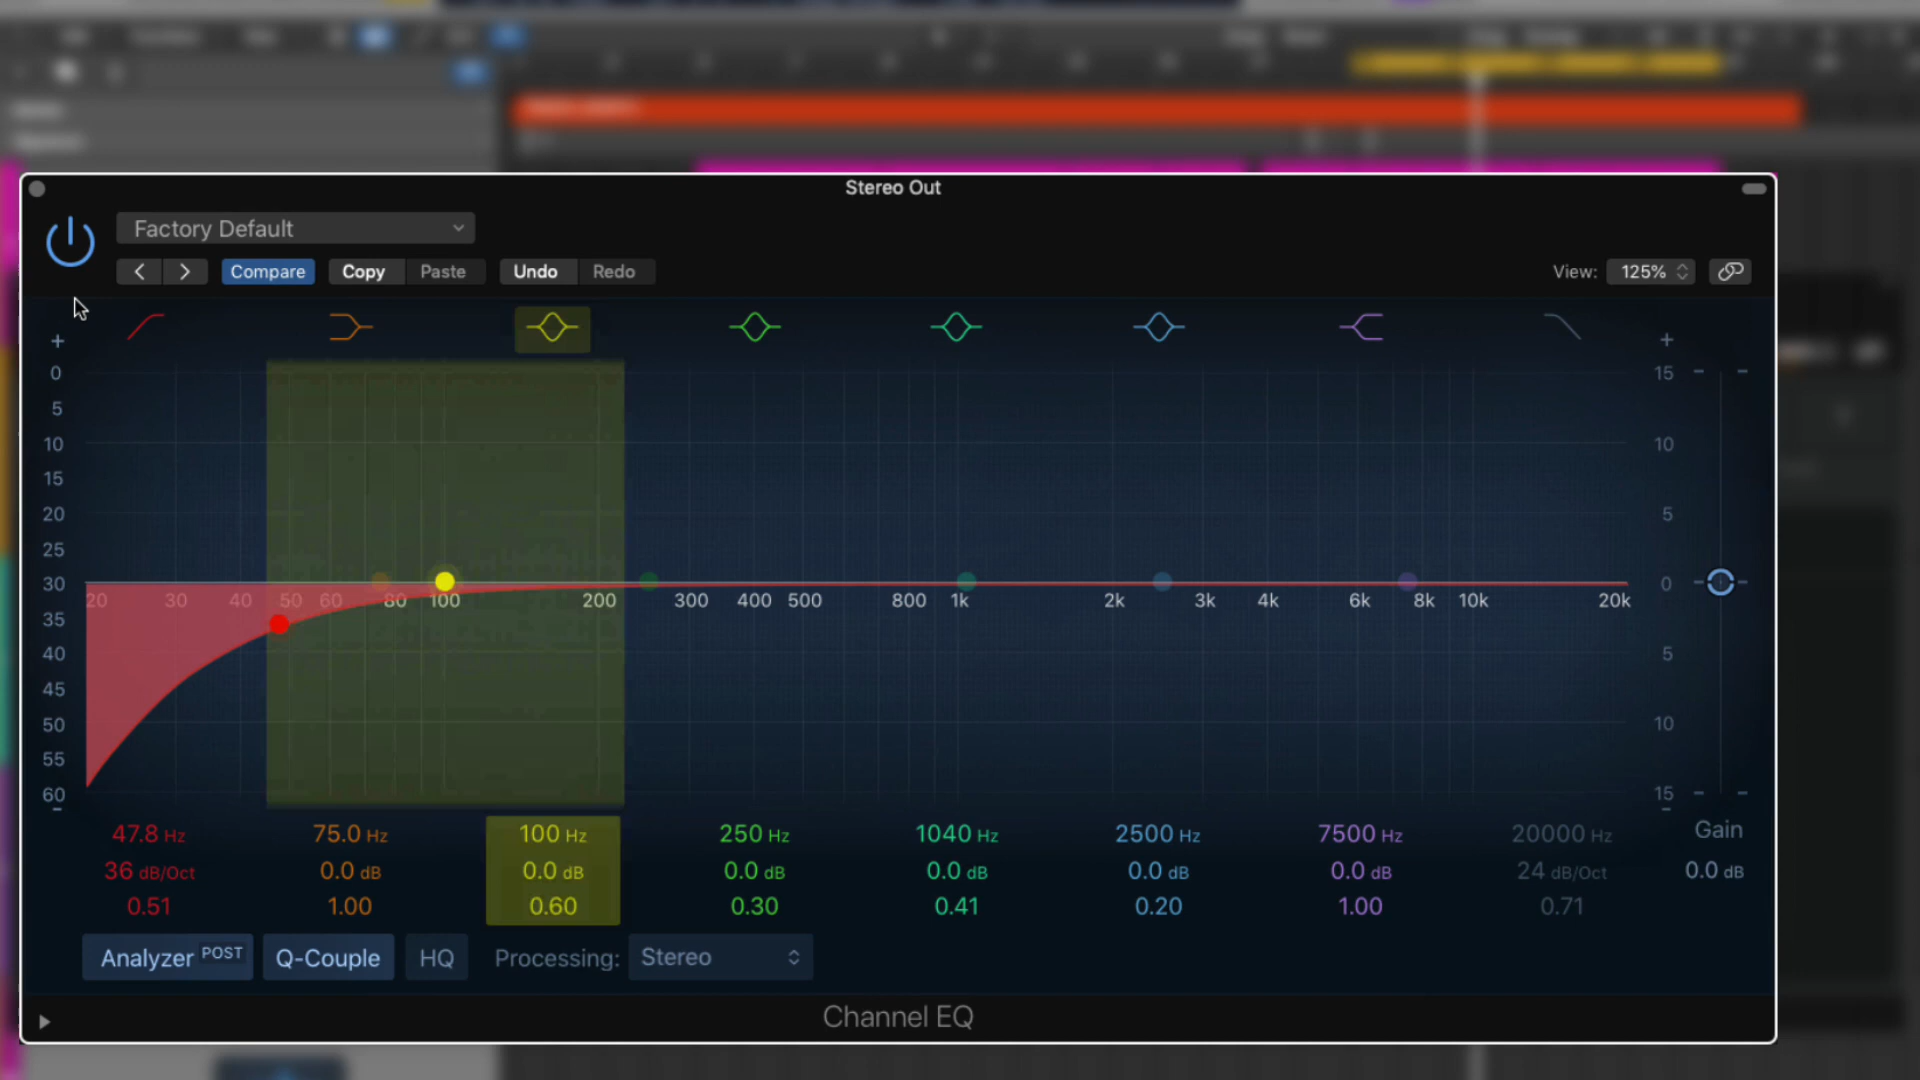 Stereo Out
Factory Default
Compare Copy Paste Undo Redo View: 125%
+ +
0 15
5
10 10
15
20 5
25
30 0
20 30 40 50 60 80 100 200 300 400 500 800 1k 2k 3k 4k 6k 8k 10k 20k
35
40 5
45
50 10
55
60 15
- -
47.8 Hz 75.0 Hz 100 Hz 250 Hz 1040 Hz 2500 Hz 7500 Hz 20000 Hz Gain
36 dB/Oct 0.0 dB 0.0 dB 0.0 dB 0.0 dB 0.0 dB 0.0 dB 24 dB/Oct 0.0 dB
0.51 1.00 0.60 0.30 0.41 0.20 1.00 0.71
Analyzer POST Q-Couple HQ Processing: Stereo
Channel EQ